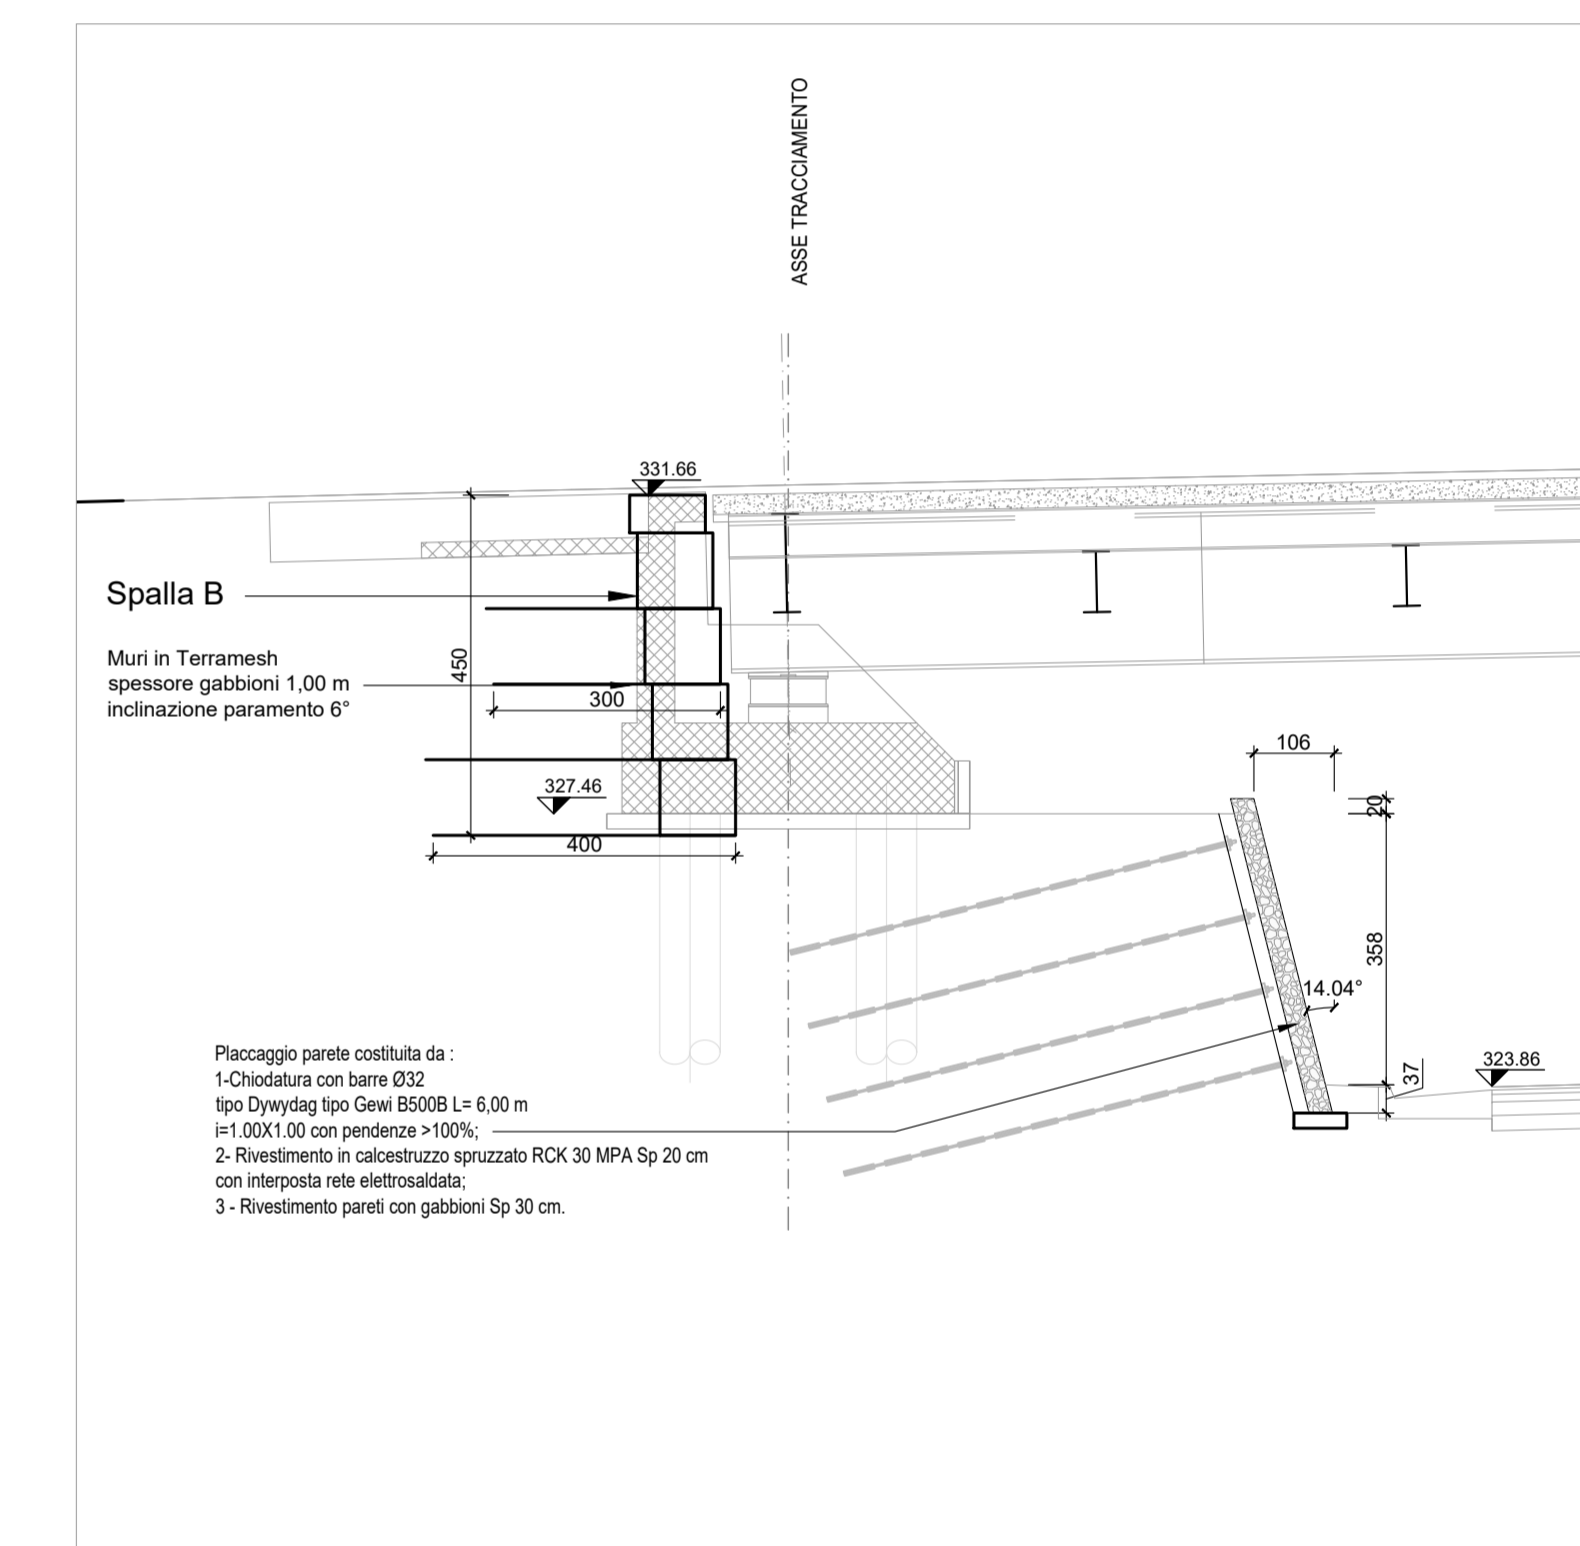 ASSE TRACCIAMENTO
331.66
Spalla B
Muri in Terramesh
spessore gabbioni 1,00 m
inclinazione paramento 6°
450
300
327.46
400
106
20
358
14.04°
37
323.86
Placcaggio parete costituita da :
1-Chiodatura con barre Ø32
tipo Dywydag tipo Gewi B500B L= 6,00 m
i=1.00X1.00 con pendenze >100%;
2- Rivestimento in calcestruzzo spruzzato RCK 30 MPA Sp 20 cm
con interposta rete elettrosaldata;
3 - Rivestimento pareti con gabbioni Sp 30 cm.